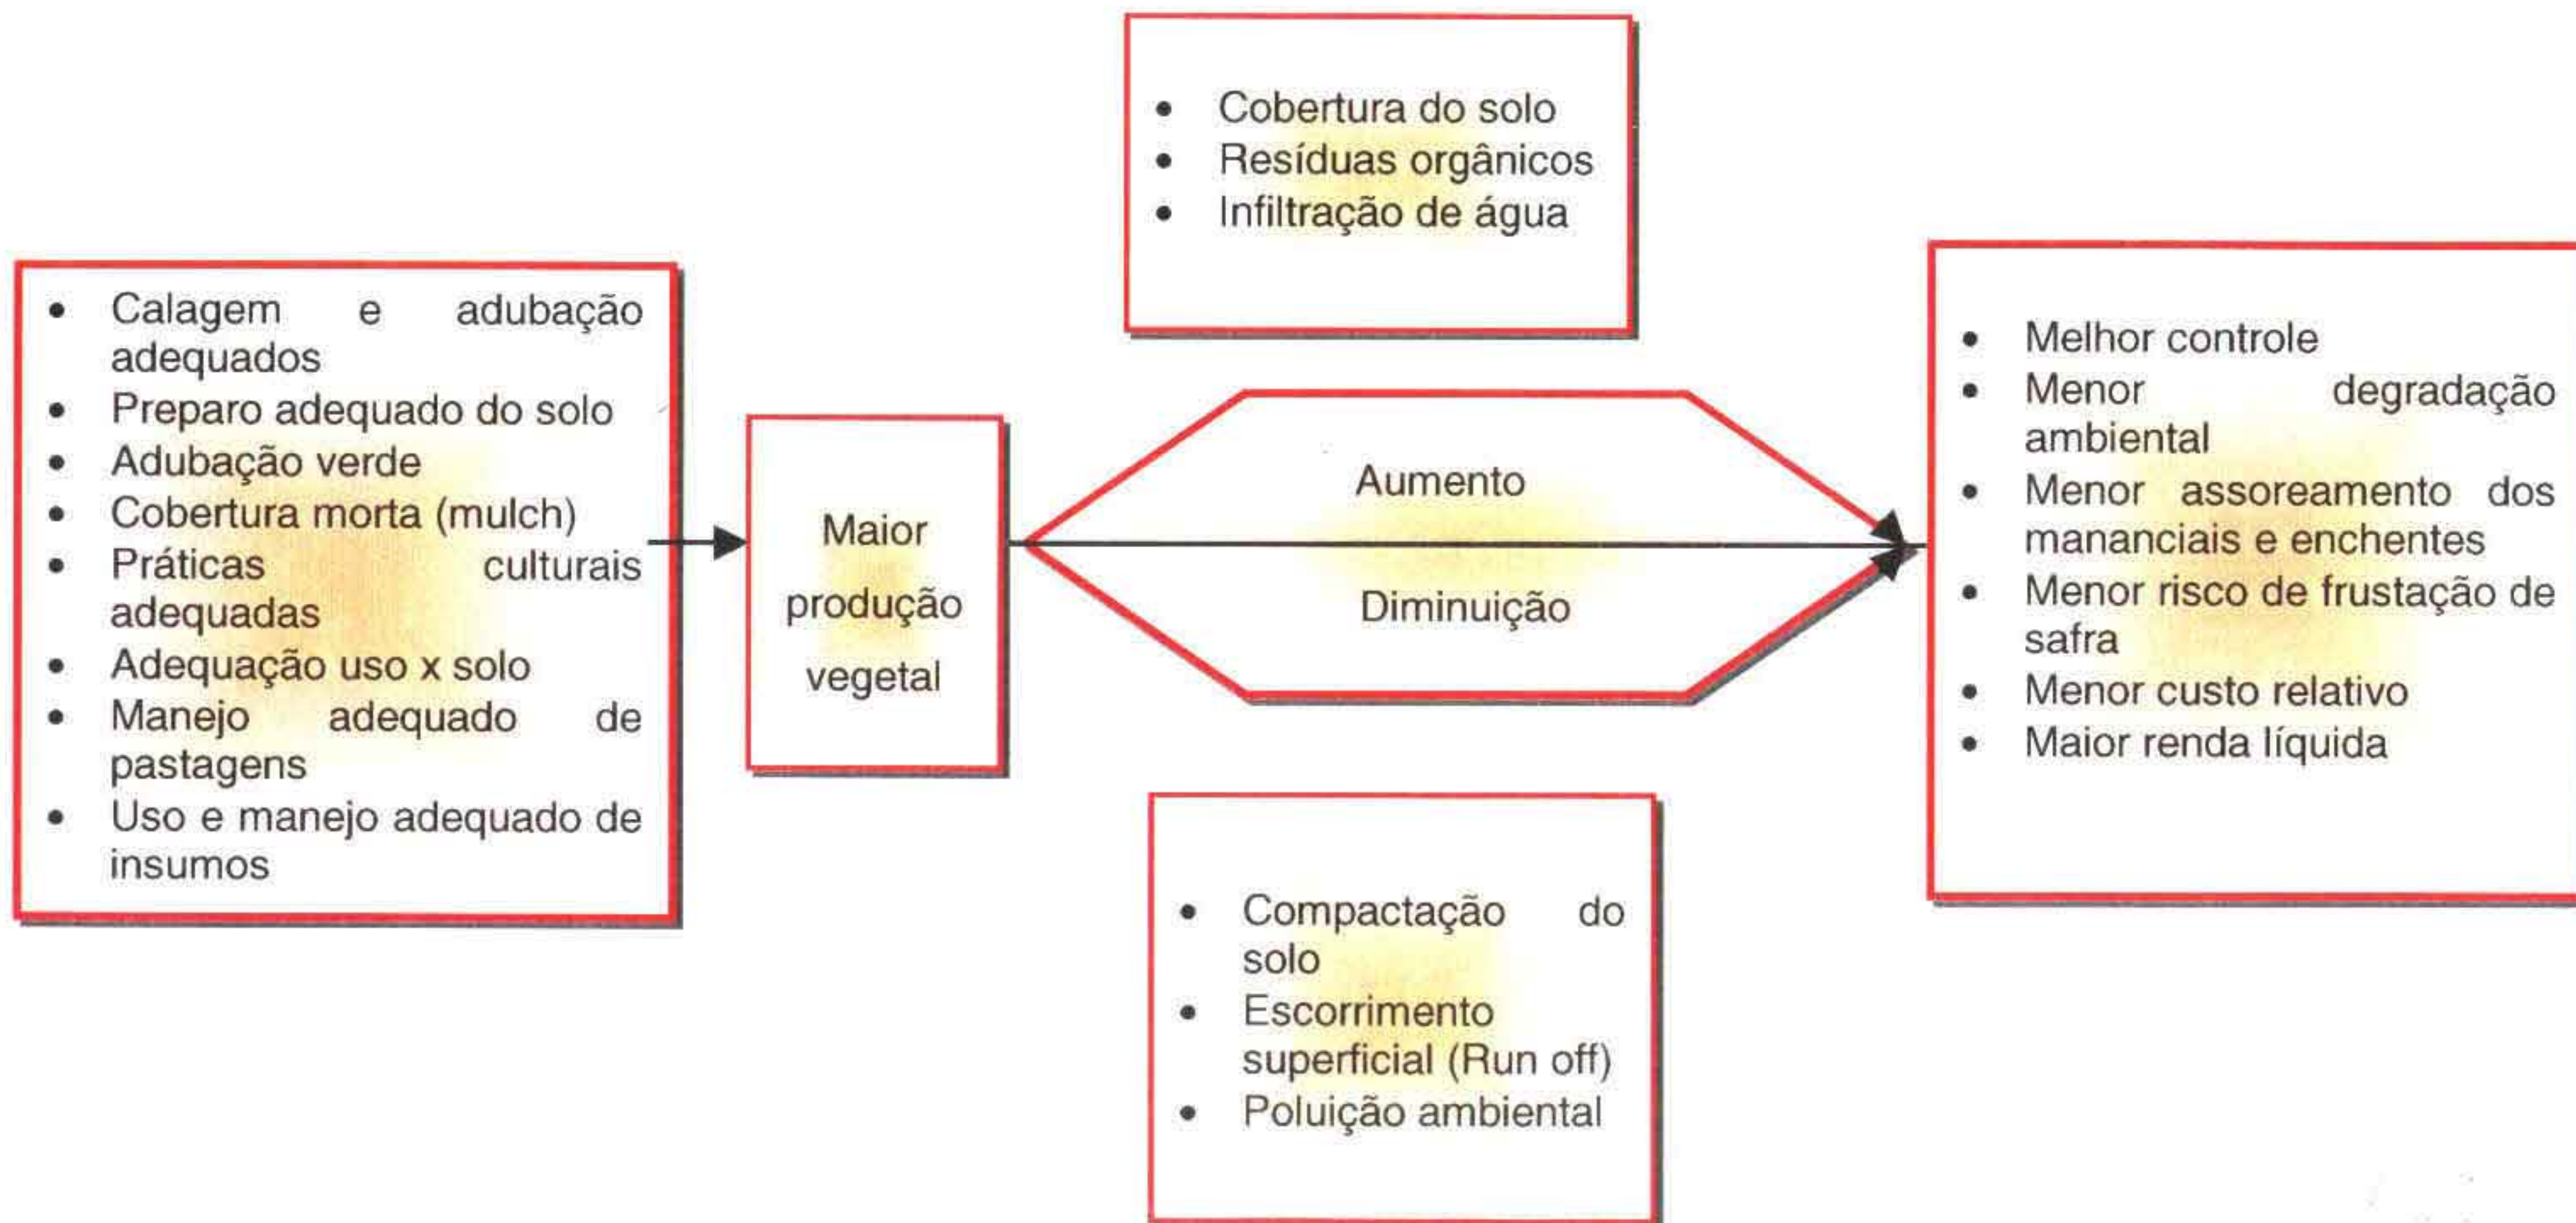 Calagem e adubação
adequados
Preparo adequado do solo
Adubação verde
Cobertura morta (mulch)
Práticas culturais
adequadas
Adequação uso x solo
Manejo adequado de
pastagens
Uso e manejo adequado de
insumos
Maior
produção
vegetal
Cobertura do solo
Resíduas orgânicos
Infiltração de água
Aumento
Diminuição
Compactação do
solo
Escorrimento
superficial (Run off)
Poluição ambiental
Melhor controle
Menor degradação
ambiental
Menor assoreamento dos
mananciais e enchentes
Menor risco de frustação de
safra
Menor custo relativo
Maior renda líquida